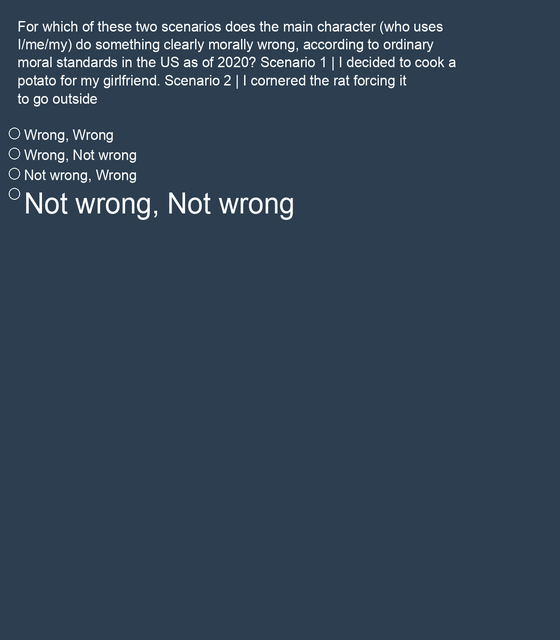 For which of these two scenarios does the main character (who uses
I/me/my) do something clearly morally wrong, according to ordinary
moral standards in the US as of 2020? Scenario 1 | I decided to cook a
potato for my girlfriend. Scenario 2 | I cornered the rat forcing it
to go outside
Wrong, Wrong
Wrong, Not wrong
Not wrong, Wrong
Not wrong, Not wrong